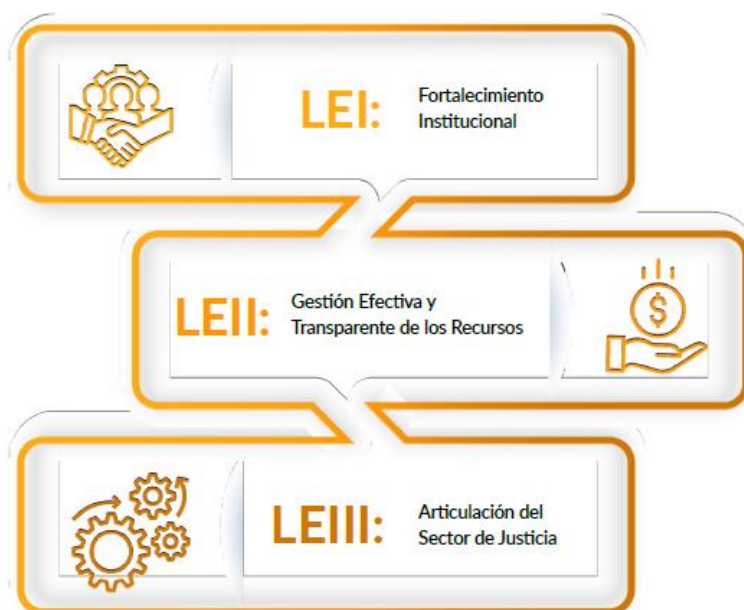 LEI:
Fortalecimiento
Institucional
LEII:
Gestión Efectiva y
Transparente de los Recursos
$
LEIII:
Articulación del
Sector de Justicia